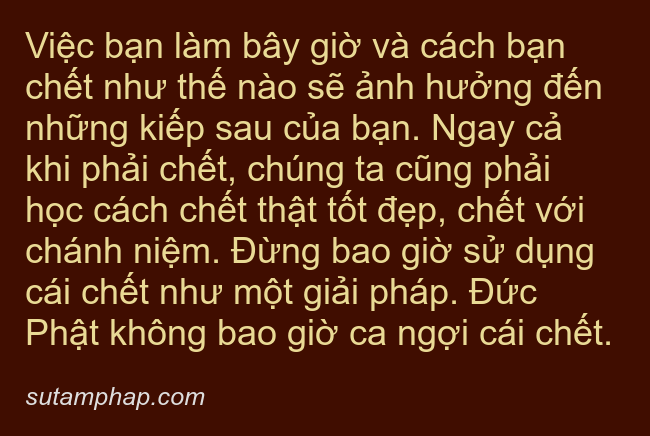 Việc bạn làm bây giờ và cách bạn
chết như thế nào sẽ ảnh hưởng đến
những kiếp sau của bạn. Ngay cả
khi phải chết, chúng ta cũng phải
học cách chết thật tốt đẹp, chết với
chánh niệm. Đừng bao giờ sử dụng
cái chết như một giải pháp. Đức
Phật không bao giờ ca ngợi cái chết.
sutamphap.com